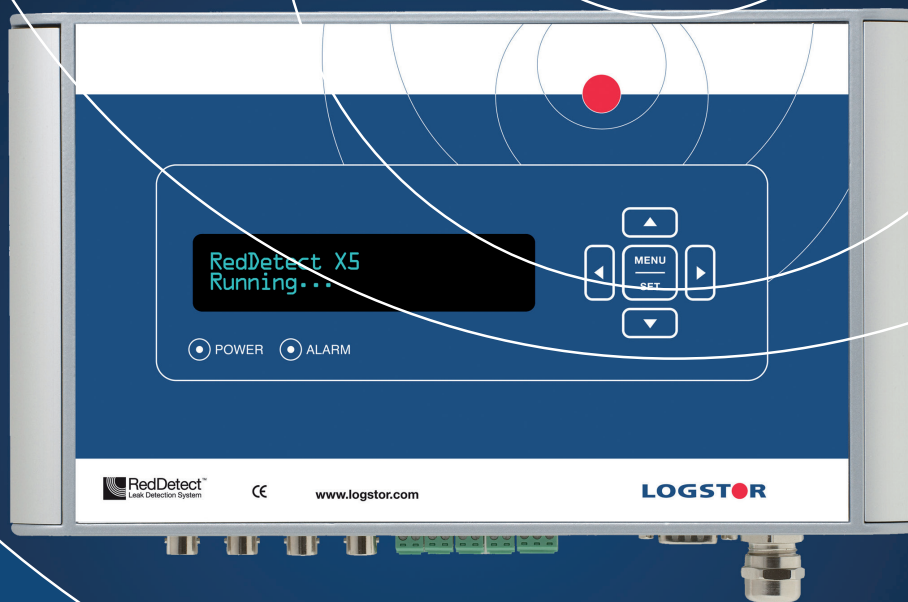 RedDetect X5
Running...
MENU
SET
POWER
ALARM
RedDetect™
Leak Detection System
CE
www.logstor.com
LOGSTOR